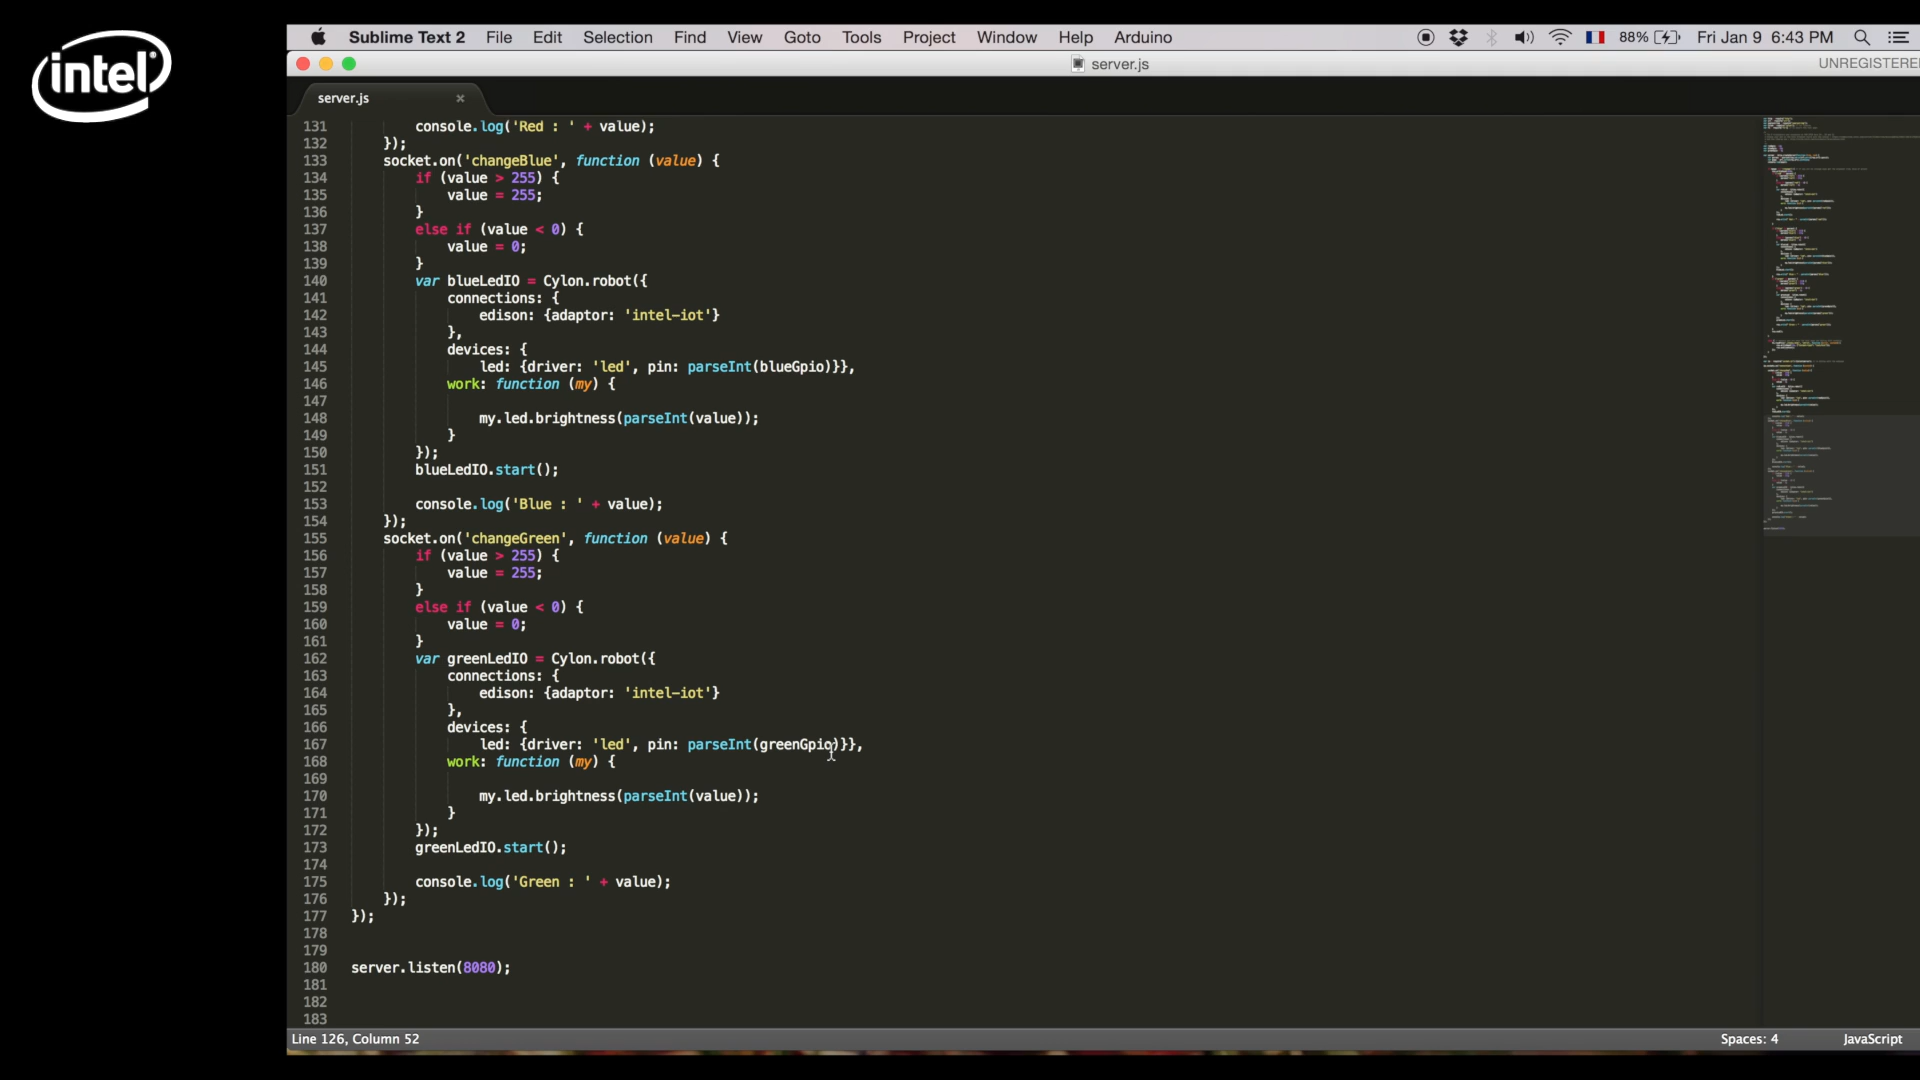 intel
Sublime Text 2 File Edit Selection Find View Goto Tools Project Window Help Arduino 88% Fri Jan 9 6:43 PM
server.js UNREGISTERE
server.js ×
131 console.log('Red : ' + value);
132 });
133 socket.on('changeBlue', function (value) {
134 if (value > 255) {
135 value = 255;
136 }
137 else if (value < 0) {
138 value = 0;
139 }
140 var blueLedIO = Cylon.robot({
141 connections: {
142 edison: {adaptor: 'intel-iot'}
143 },
144 devices: {
145 led: {driver: 'led', pin: parseInt(blueGpio)}},
146 work: function (my) {
147
148 my.led.brightness(parseInt(value));
149 }
150 });
151 blueLedIO.start();
152
153 console.log('Blue : ' + value);
154 });
155 socket.on('changeGreen', function (value) {
156 if (value > 255) {
157 value = 255;
158 }
159 else if (value < 0) {
160 value = 0;
161 }
162 var greenLedIO = Cylon.robot({
163 connections: {
164 edison: {adaptor: 'intel-iot'}
165 },
166 devices: {
167 led: {driver: 'led', pin: parseInt(greenGpio)}},
168 work: function (my) {
169
170 my.led.brightness(parseInt(value));
171 }
172 });
173 greenLedIO.start();
174
175 console.log('Green : ' + value);
176 });
177 });
178
179
180 server.listen(8080);
181
182
183
Line 126, Column 52 Spaces: 4 JavaScript